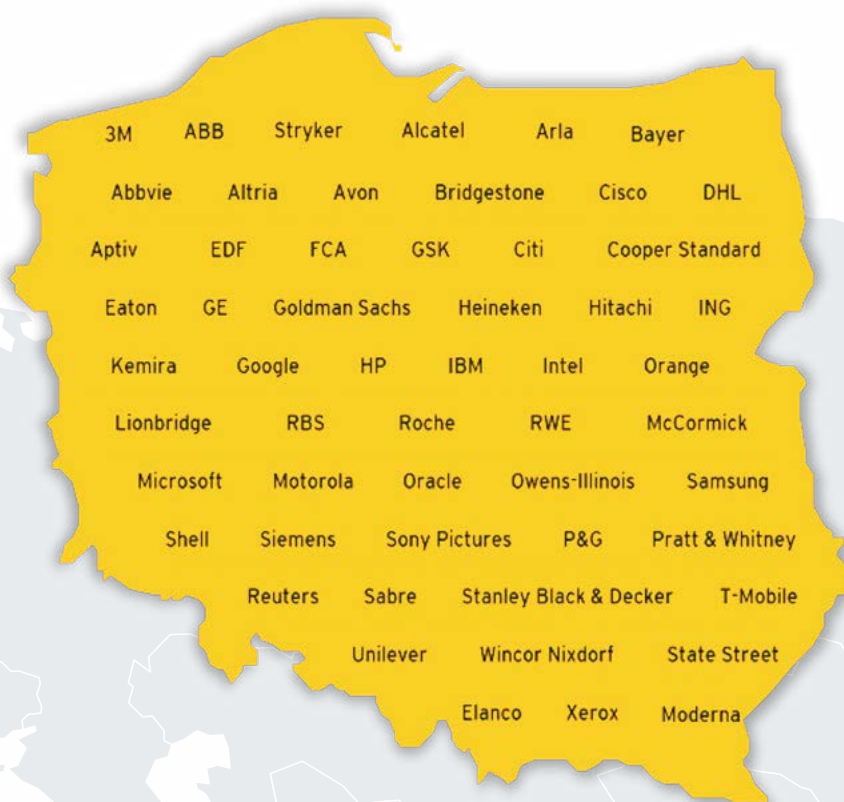 3M ABB Stryker Alcatel Arla Bayer
Abbvie Altria Avon Bridgestone Cisco DHL
Aptiv EDF FCA GSK Citi Cooper Standard
Eaton GE Goldman Sachs Heineken Hitachi ING
Kemira Google HP IBM Intel Orange
Lionbridge RBS Roche RWE McCormick
Microsoft Motorola Oracle Owens-Illinois Samsung
Shell Siemens Sony Pictures P&G Pratt & Whitney
Reuters Sabre Stanley Black & Decker T-Mobile
Unilever Wincor Nixdorf State Street
Elanco Xerox Moderna